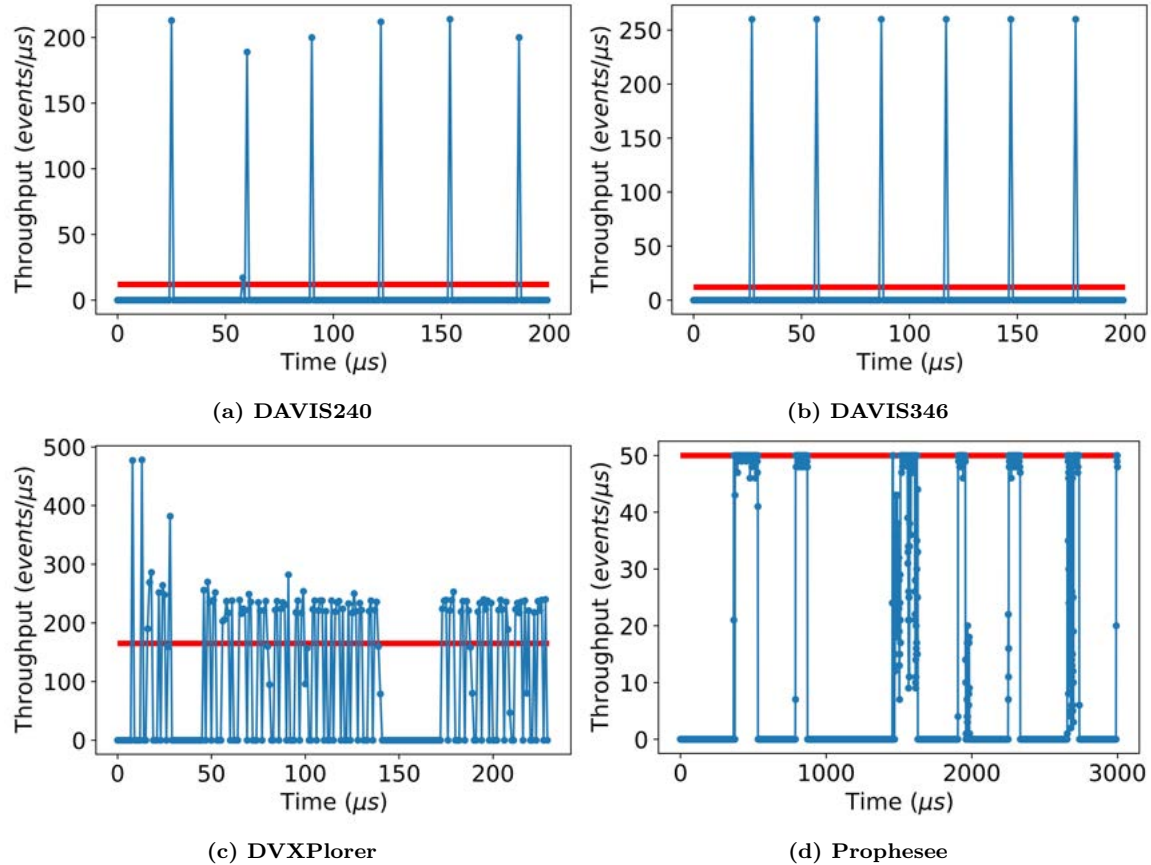 Throughput (events/μs)
200
150
100
50
0
0 50 100 150 200
Time (μs)
(a) DAVIS240
Throughput (events/μs)
250
200
150
100
50
0
0 50 100 150 200
Time (μs)
(b) DAVIS346
Throughput (events/μs)
500
400
300
200
100
0
0 50 100 150 200
Time (μs)
(c) DVXPlorer
Throughput (events/μs)
50
40
30
20
10
0
0 1000 2000 3000
Time (μs)
(d) Prophesee